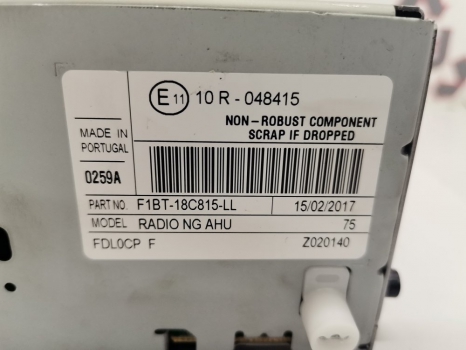 E 11 10 R - 048415
NON - ROBUST COMPONENT
SCRAP IF DROPPED
MADE IN
PORTUGAL
0259A
PART NO. F1BT-18C815-LL 15/02/2017
MODEL RADIO NG AHU 75
FDL0CP F Z020140